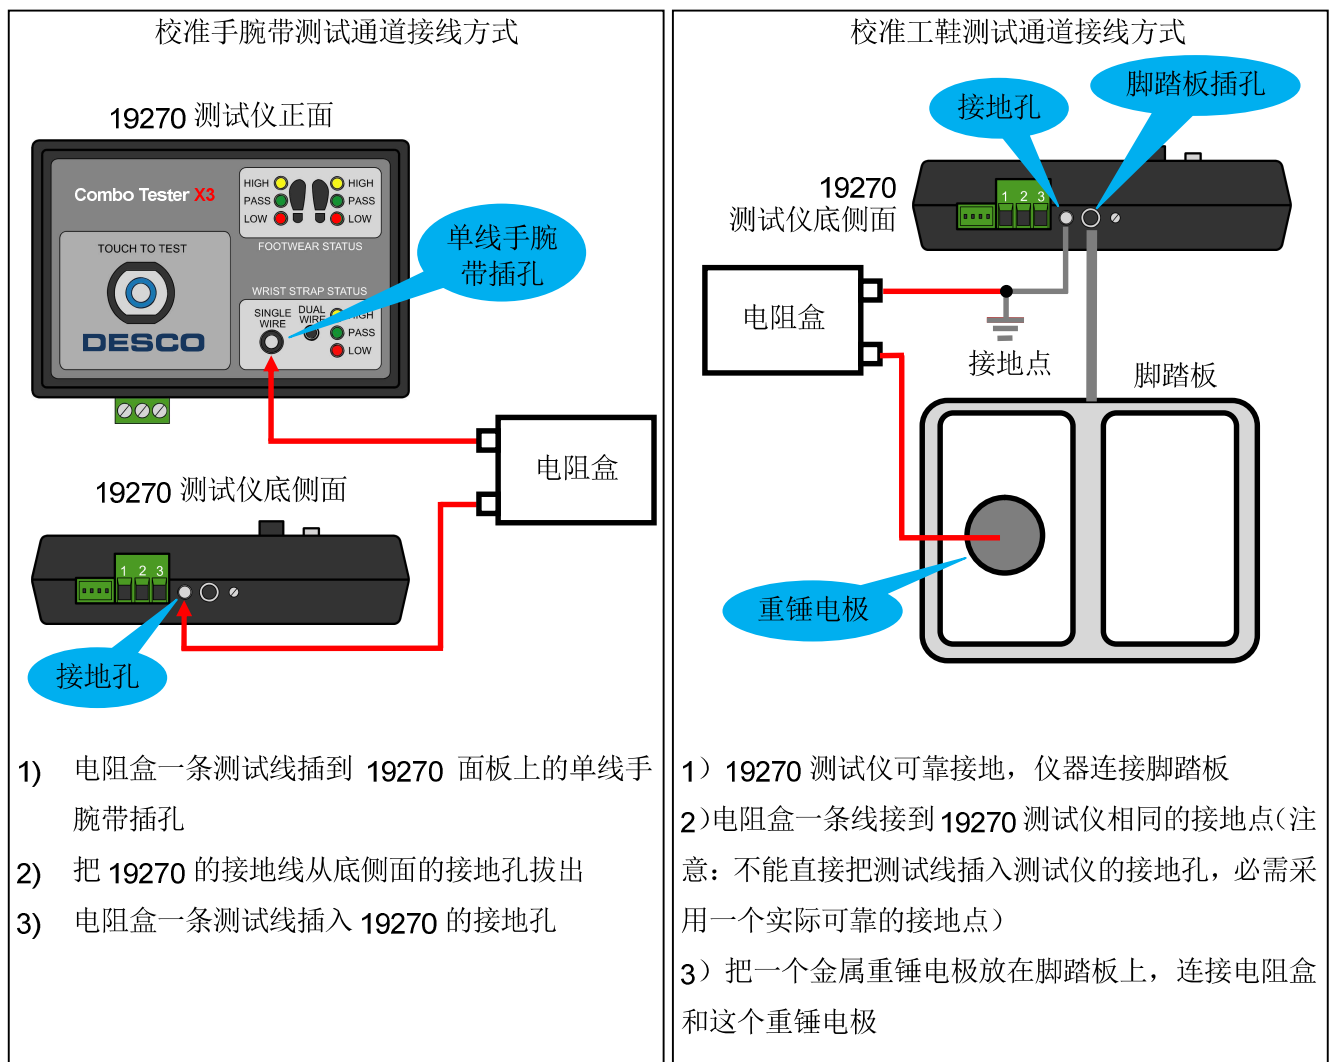 校准手腕带测试通道接线方式
19270 测试仪正面
Combo Tester X3
HIGH
HIGH
PASS
PASS
LOW
LOW
FOOTWEAR STATUS
TOUCH TO TEST
DESCO
WRIST STRAP STATUS
SINGLE
WIRE
DUAL
WIRE
HIGH
PASS
LOW
单线手腕
带插孔
电阻盒
19270 测试仪底侧面
1 2 3
接地孔
1) 电阻盒一条测试线插到 19270 面板上的单线手
腕带插孔
2) 把 19270 的接地线从底侧面的接地孔拔出
3) 电阻盒一条测试线插入 19270 的接地孔
校准工鞋测试通道接线方式
接地孔
脚踏板插孔
19270
测试仪底侧面
1 2 3
电阻盒
接地点
脚踏板
重锤电极
1）19270 测试仪可靠接地，仪器连接脚踏板
2）电阻盒一条线接到 19270 测试仪相同的接地点（注
意：不能直接把测试线插入测试仪的接地孔，必需采
用一个实际可靠的接地点）
3）把一个金属重锤电极放在脚踏板上，连接电阻盒
和这个重锤电极